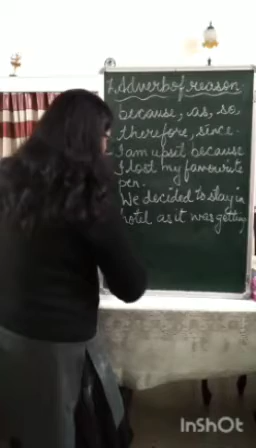 7. Adverb of reason.
because, as, so,
therefore, since.
I am upset because
I lost my favourite
pen.
We decided to stay in
hotel as it was getting
InShOt